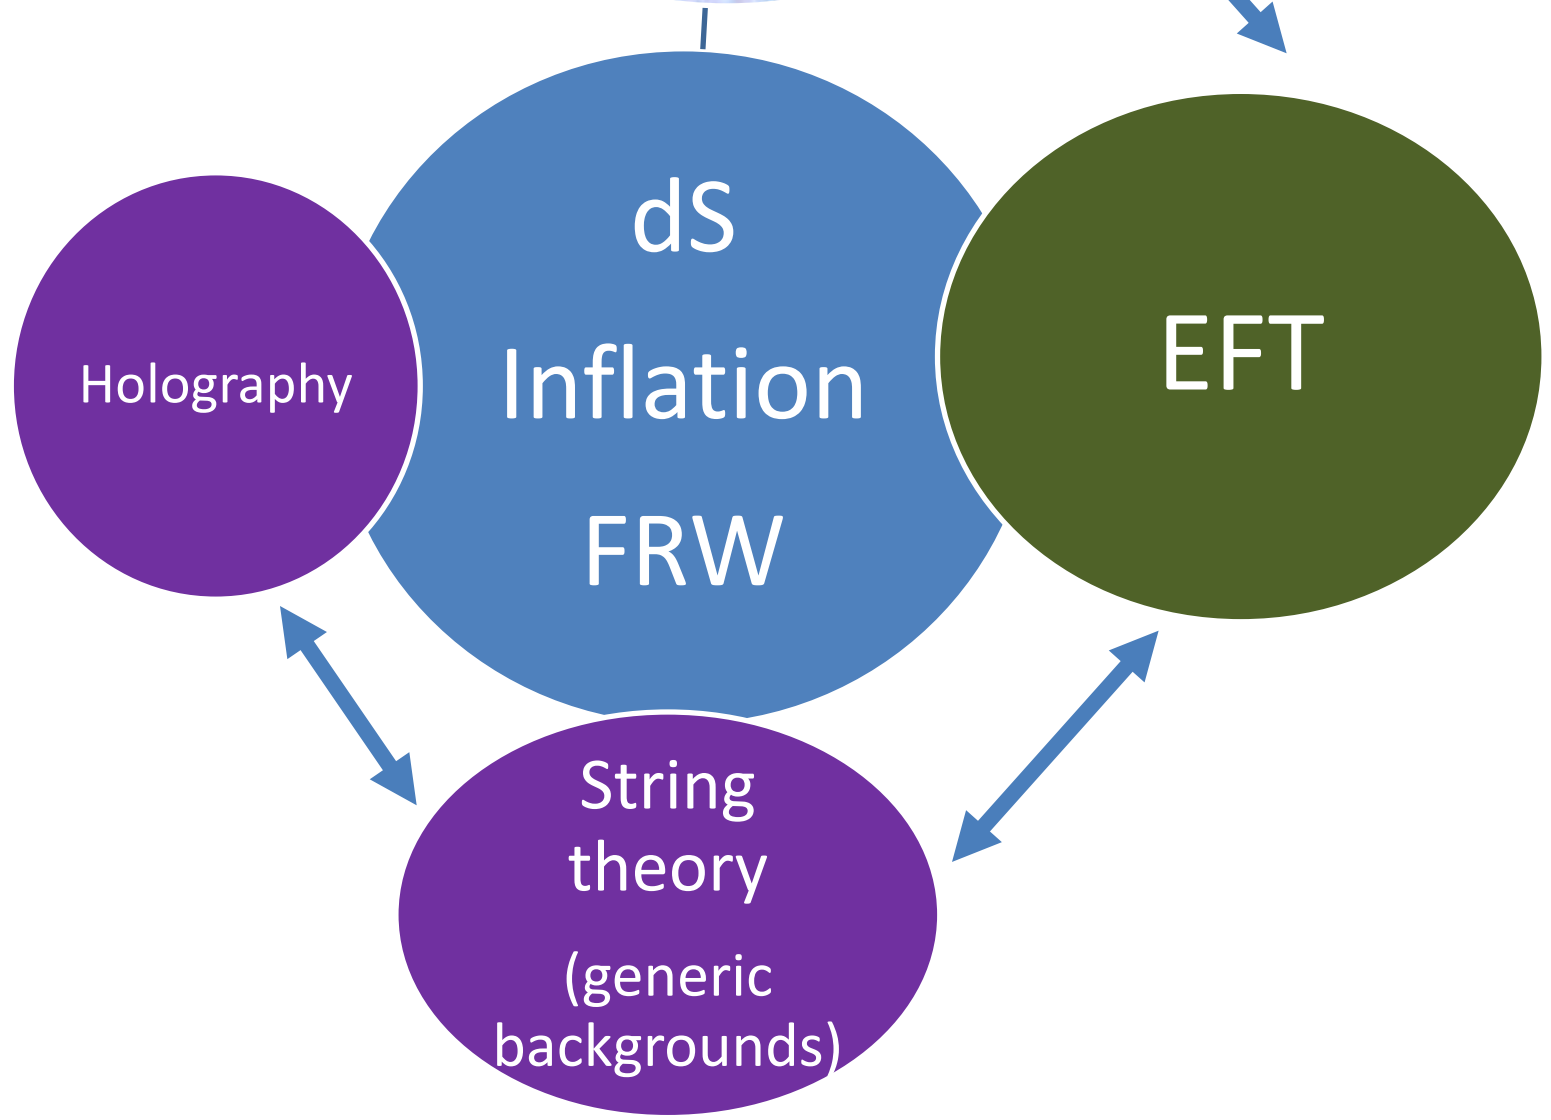 dS
Inflation
FRW
Holography
EFT
String
theory
(generic
backgrounds)